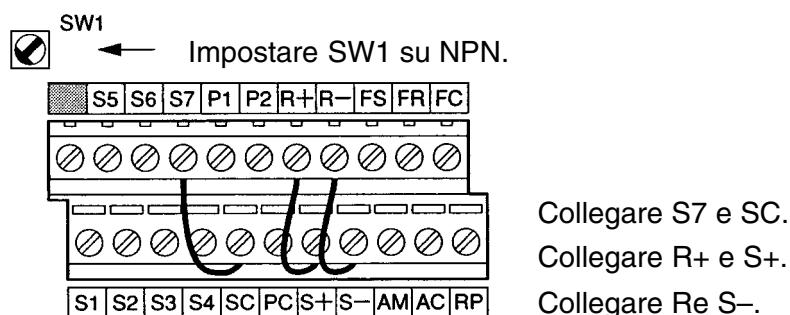 SW1
Impostare SW1 su NPN.
S5 S6 S7 P1 P2 R+ R− FS FR FC
Collegare S7 e SC.
Collegare R+ e S+.
S1 S2 S3 S4 SC PC S+ S− AM AC RP
Collegare Re S–.